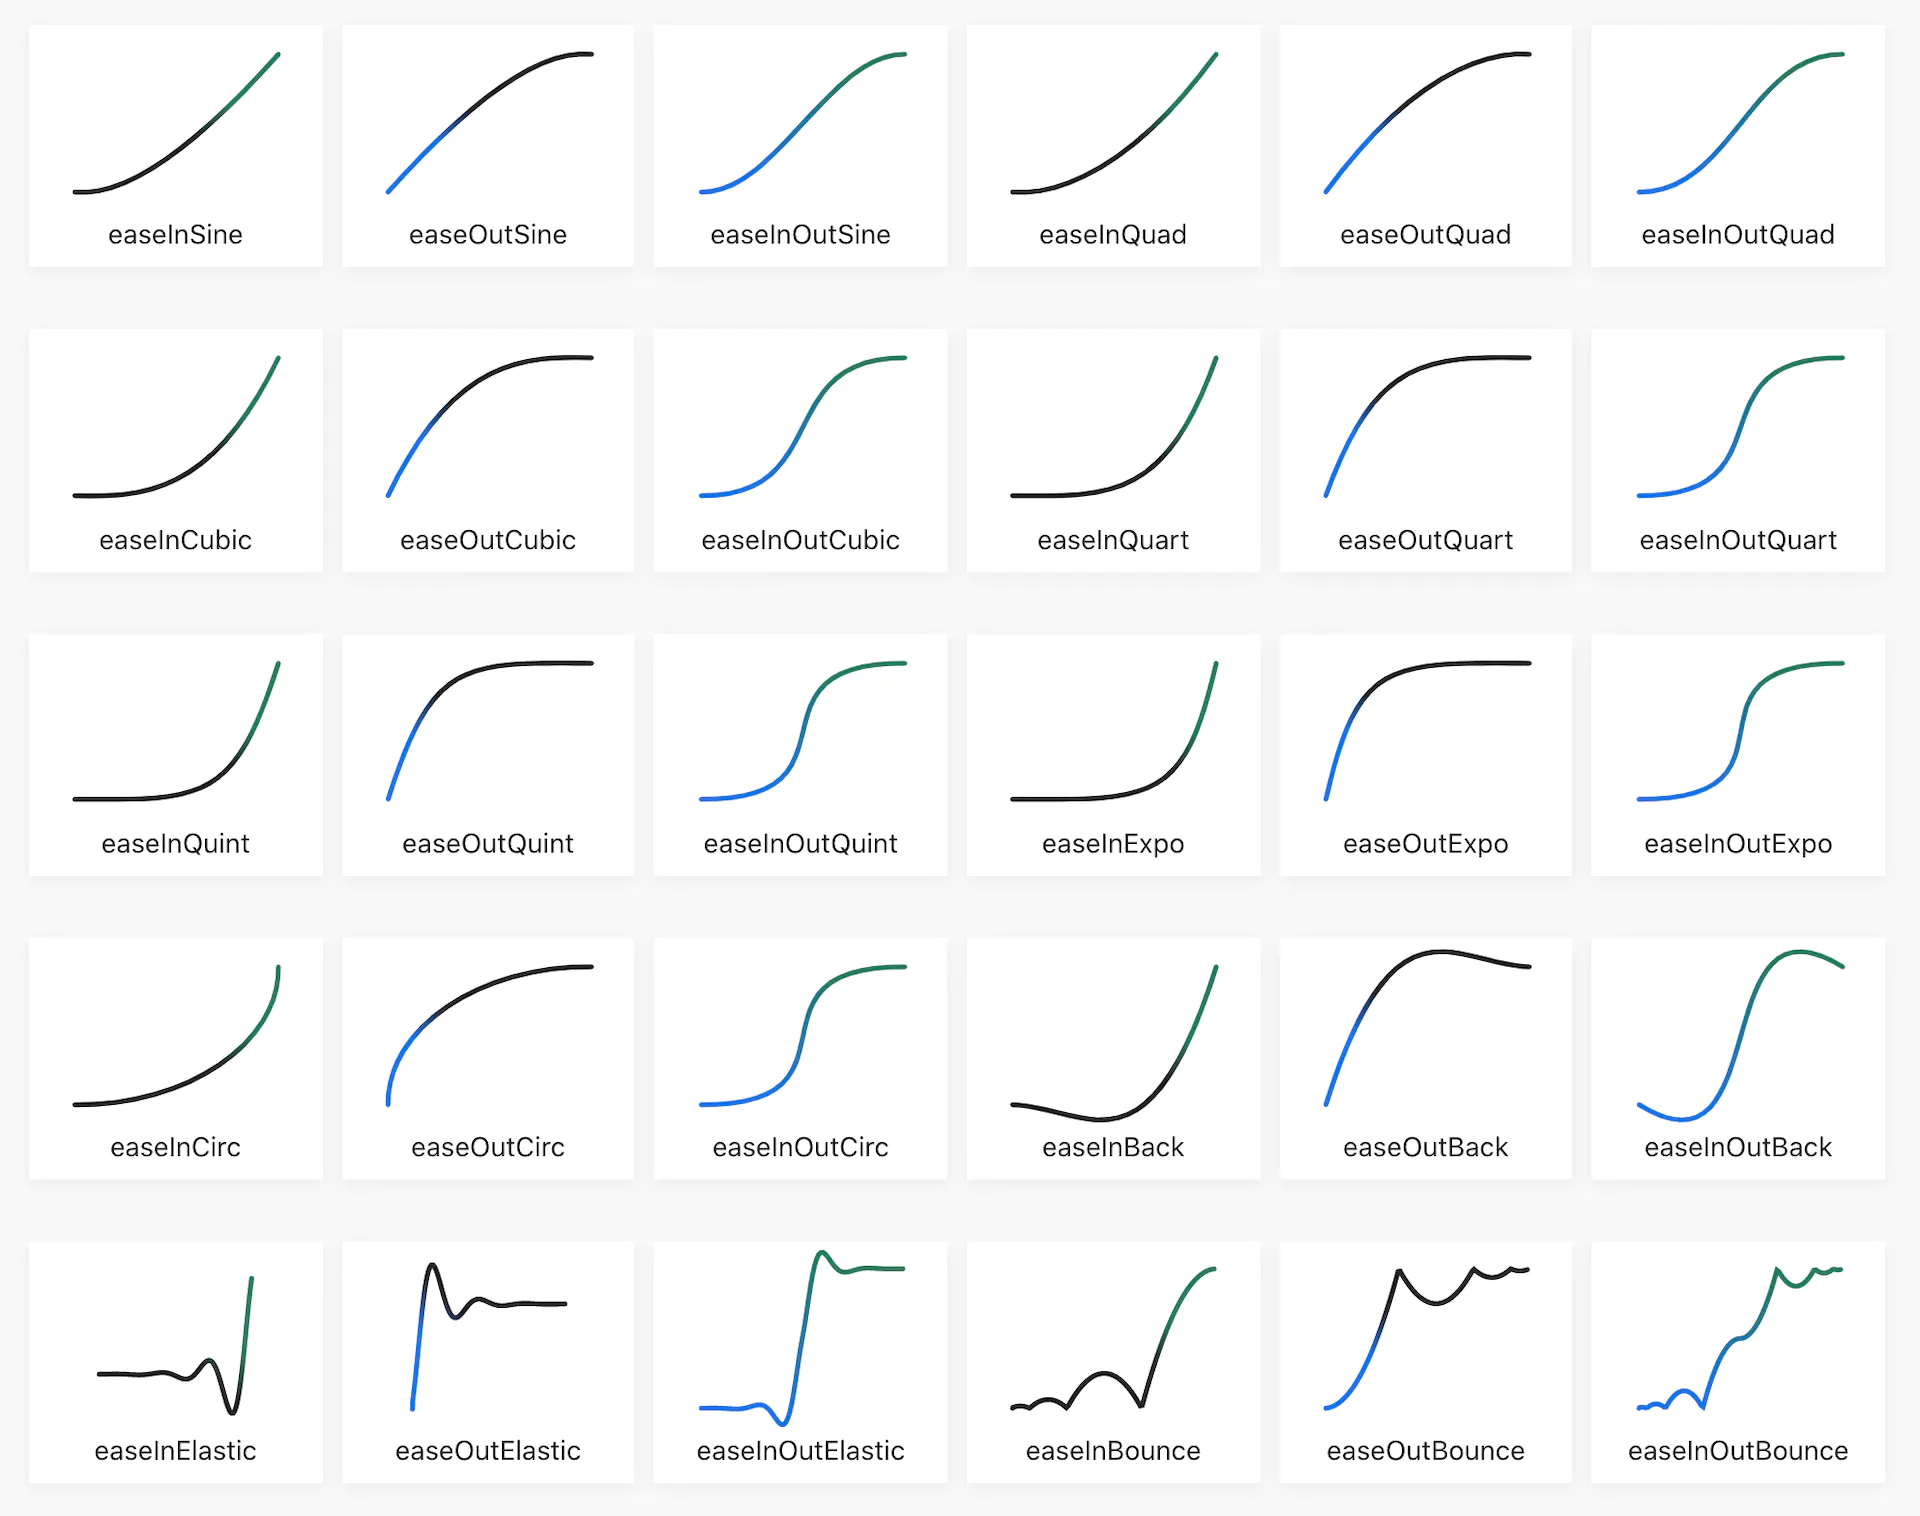 easeInSine
easeOutSine
easeInOutSine
easeInQuad
easeOutQuad
easeInOutQuad
easeInCubic
easeOutCubic
easeInOutCubic
easeInQuart
easeOutQuart
easeInOutQuart
easeInQuint
easeOutQuint
easeInOutQuint
easeInExpo
easeOutExpo
easeInOutExpo
easeInCirc
easeOutCirc
easeInOutCirc
easeInBack
easeOutBack
easeInOutBack
easeInElastic
easeOutElastic
easeInOutElastic
easeInBounce
easeOutBounce
easeInOutBounce